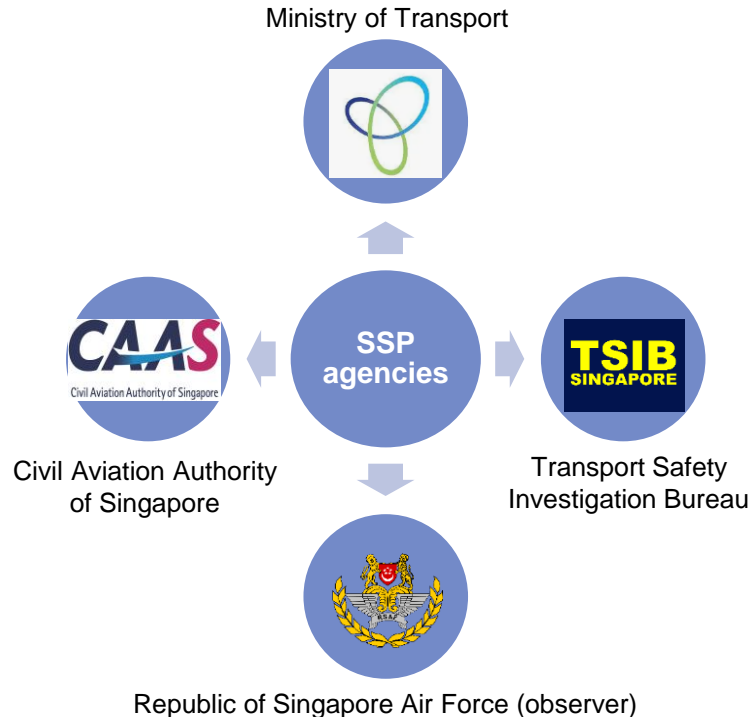 Ministry of Transport
CAAS
Civil Aviation Authority of Singapore
SSP
agencies
TSIB
SINGAPORE
Civil Aviation Authority
of Singapore
Transport Safety
Investigation Bureau
RSAF
Republic of Singapore Air Force (observer)